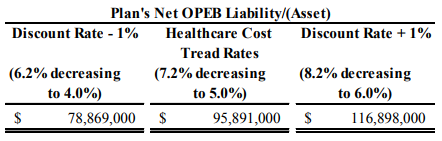 Plan's Net OPEB Liability/(Asset)
Discount Rate - 1% Healthcare Cost Tread Rates Discount Rate + 1%
(6.2% decreasing to 4.0%) (7.2% decreasing to 5.0%) (8.2% decreasing to 6.0%)
$ 78,869,000 $ 95,891,000 $ 116,898,000